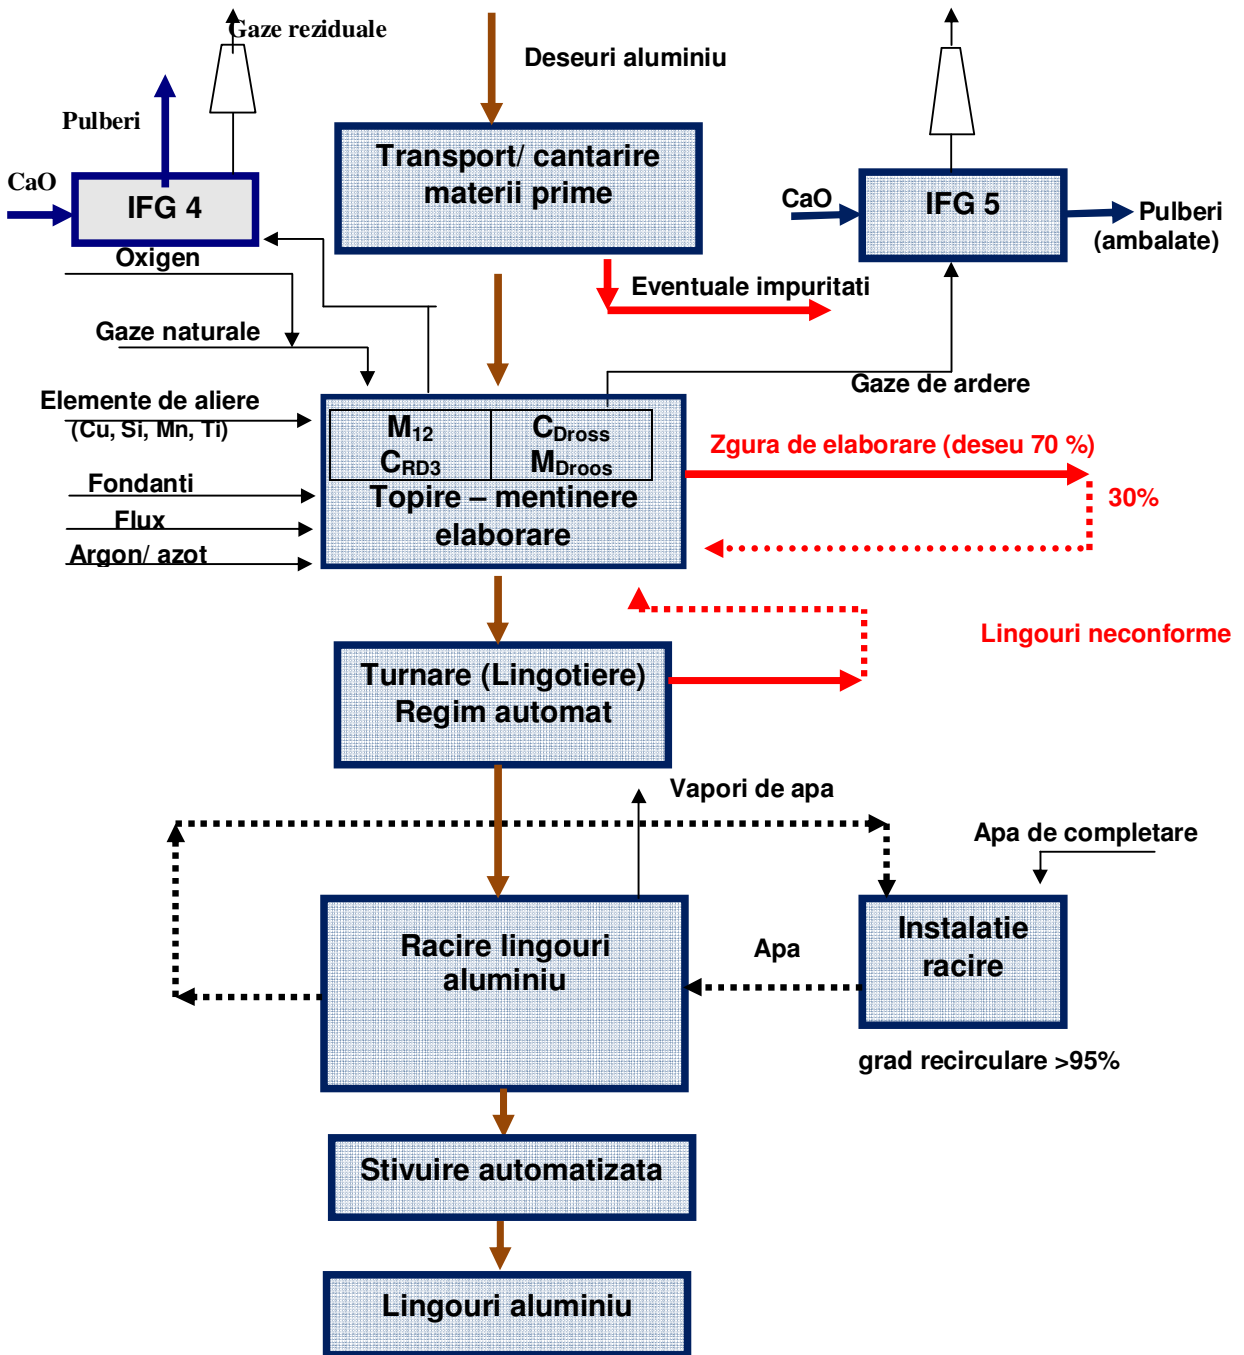 Gaze reziduale
Deseuri aluminiu
Pulberi
Transport/ cantarire
materii prime
CaO
IFG 4
CaO
IFG 5
Pulberi
(ambalate)
Oxigen
Eventuale impuritati
Gaze naturale
Gaze de ardere
Elemente de aliere
(Cu, Si, Mn, Ti)
M12
CDross
CRD3
MDroos
Topire – mentinere
elaborare
Zgura de elaborare (deseu 70 %)
30%
Fondanti
Flux
Argon/ azot
Lingouri neconforme
Turnare (Lingotiere)
Regim automat
Vapori de apa
Apa de completare
Racire lingouri
aluminiu
Apa
Instalatie
racire
grad recirculare >95%
Stivuire automatizata
Lingouri aluminiu